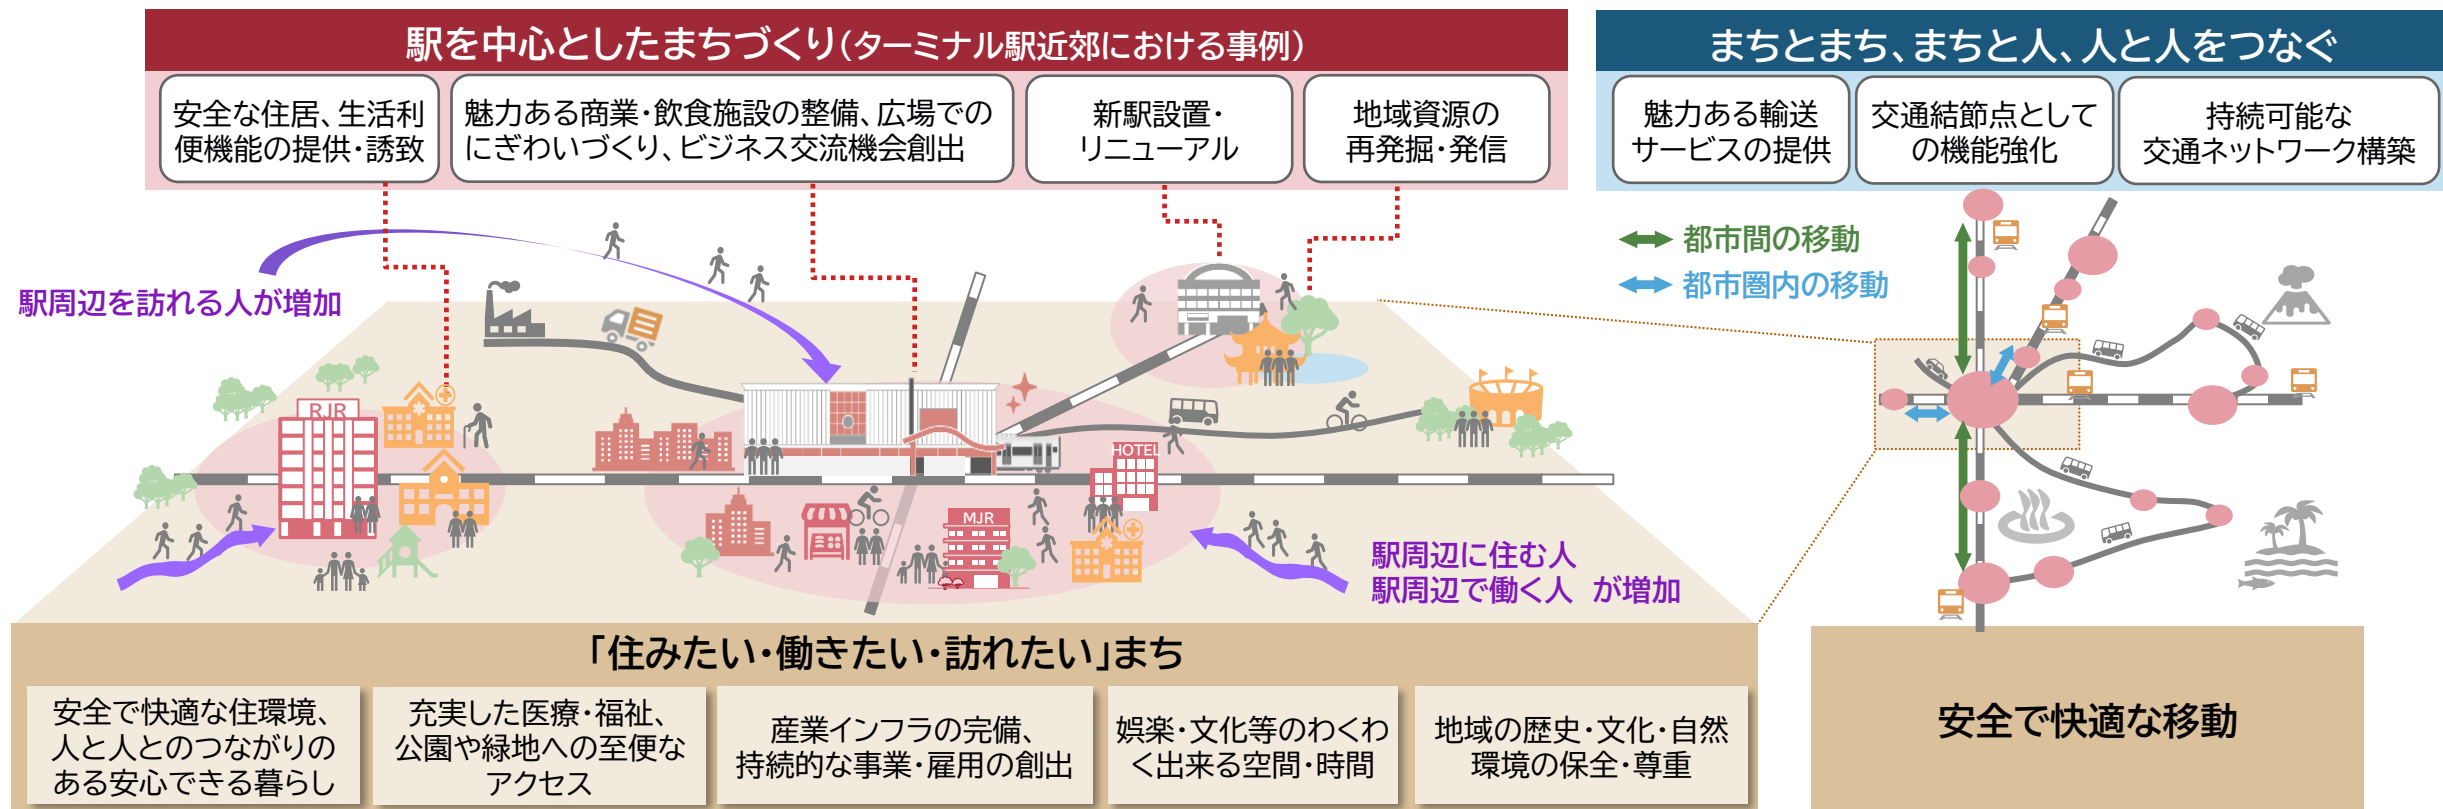 駅を中心としたまちづくり(ターミナル駅近郊における事例)
安全な住居、生活利
便機能の提供・誘致
魅力ある商業・飲食施設の整備、広場での
にぎわいづくり、ビジネス交流機会創出
新駅設置・
リニューアル
地域資源の
再発掘・発信
まちとまち、まちと人、人と人をつなぐ
魅力ある輸送
サービスの提供
交通結節点として
の機能強化
持続可能な
交通ネットワーク構築
都市間の移動
都市圏内の移動
駅周辺を訪れる人が増加
RJR
HOTEL
MJR
駅周辺に住む人
駅周辺で働く人 が増加
「住みたい・働きたい・訪れたい」まち
安全で快適な住環境、
人と人とのつながりの
ある安心できる暮らし
充実した医療・福祉、
公園や緑地への至便な
アクセス
産業インフラの完備、
持続的な事業・雇用の創出
娯楽・文化等のわくわ
く出来る空間・時間
地域の歴史・文化・自然
環境の保全・尊重
安全で快適な移動